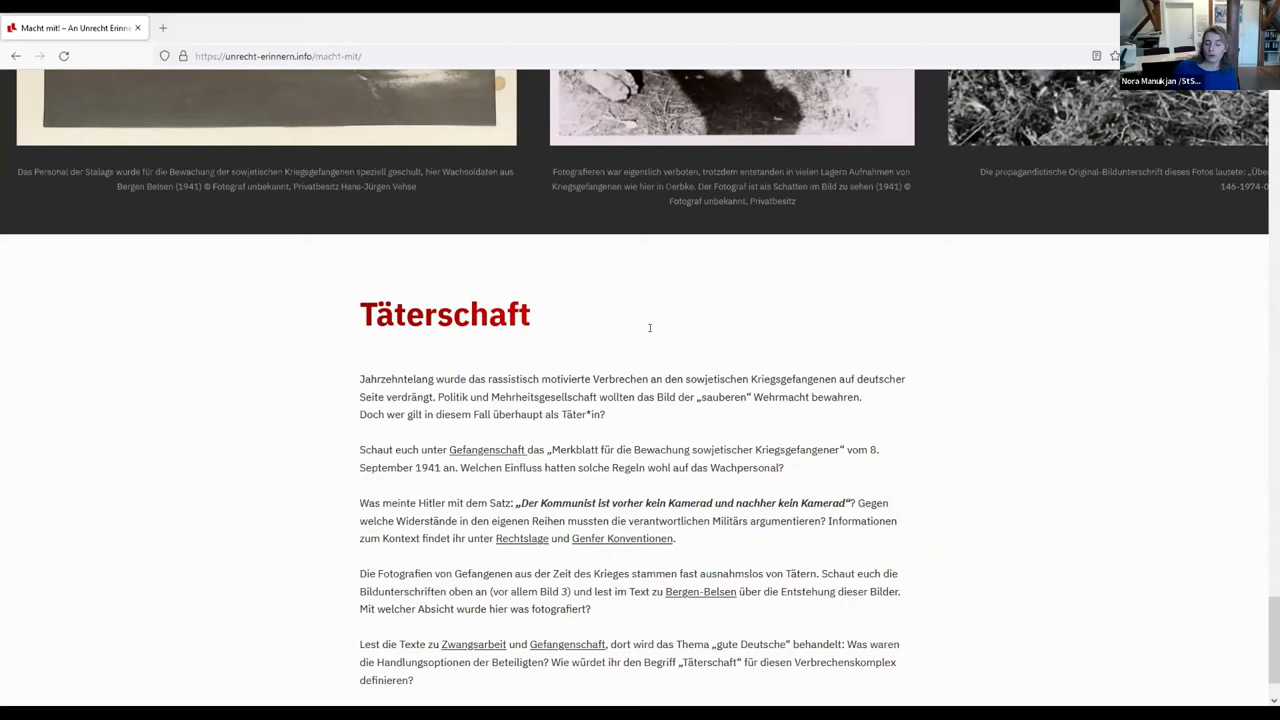 Macht mit! – An Unrecht Erinne
https://unrecht-erinnern.info/macht-mit/
Nora Manukjan /StS...
Das Personal der Stalags wurde für die Bewachung der sowjetischen Kriegsgefangenen speziell geschult, hier Wachsoldaten aus
Bergen Belsen (1941) © Fotograf unbekannt, Privatbesitz Hans-Jürgen Vehse
Fotografieren war eigentlich verboten, trotzdem entstanden in vielen Lagern Aufnahmen von
Kriegsgefangenen wie hier in Oerbke. Der Fotograf ist als Schatten im Bild zu sehen (1941) ©
Fotograf unbekannt, Privatbesitz
Die propagandistische Original-Bildunterschrift dieses Fotos lautete: „Übe
146-1974-0
Täterschaft
Jahrzehntelang wurde das rassistisch motivierte Verbrechen an den sowjetischen Kriegsgefangenen auf deutscher
Seite verdrängt. Politik und Mehrheitsgesellschaft wollten das Bild der „sauberen“ Wehrmacht bewahren.
Doch wer gilt in diesem Fall überhaupt als Täter*in?
Schaut euch unter Gefangenschaft das „Merkblatt für die Bewachung sowjetischer Kriegsgefangener“ vom 8.
September 1941 an. Welchen Einfluss hatten solche Regeln wohl auf das Wachpersonal?
Was meinte Hitler mit dem Satz: „Der Kommunist ist vorher kein Kamerad und nachher kein Kamerad“? Gegen
welche Widerstände in den eigenen Reihen mussten die verantwortlichen Militärs argumentieren? Informationen
zum Kontext findet ihr unter Rechtslage und Genfer Konventionen.
Die Fotografien von Gefangenen aus der Zeit des Krieges stammen fast ausnahmslos von Tätern. Schaut euch die
Bildunterschriften oben an (vor allem Bild 3) und lest im Text zu Bergen-Belsen über die Entstehung dieser Bilder.
Mit welcher Absicht wurde hier was fotografiert?
Lest die Texte zu Zwangsarbeit und Gefangenschaft, dort wird das Thema „gute Deutsche“ behandelt: Was waren
die Handlungsoptionen der Beteiligten? Wie würdet ihr den Begriff „Täterschaft“ für diesen Verbrechenskomplex
definieren?